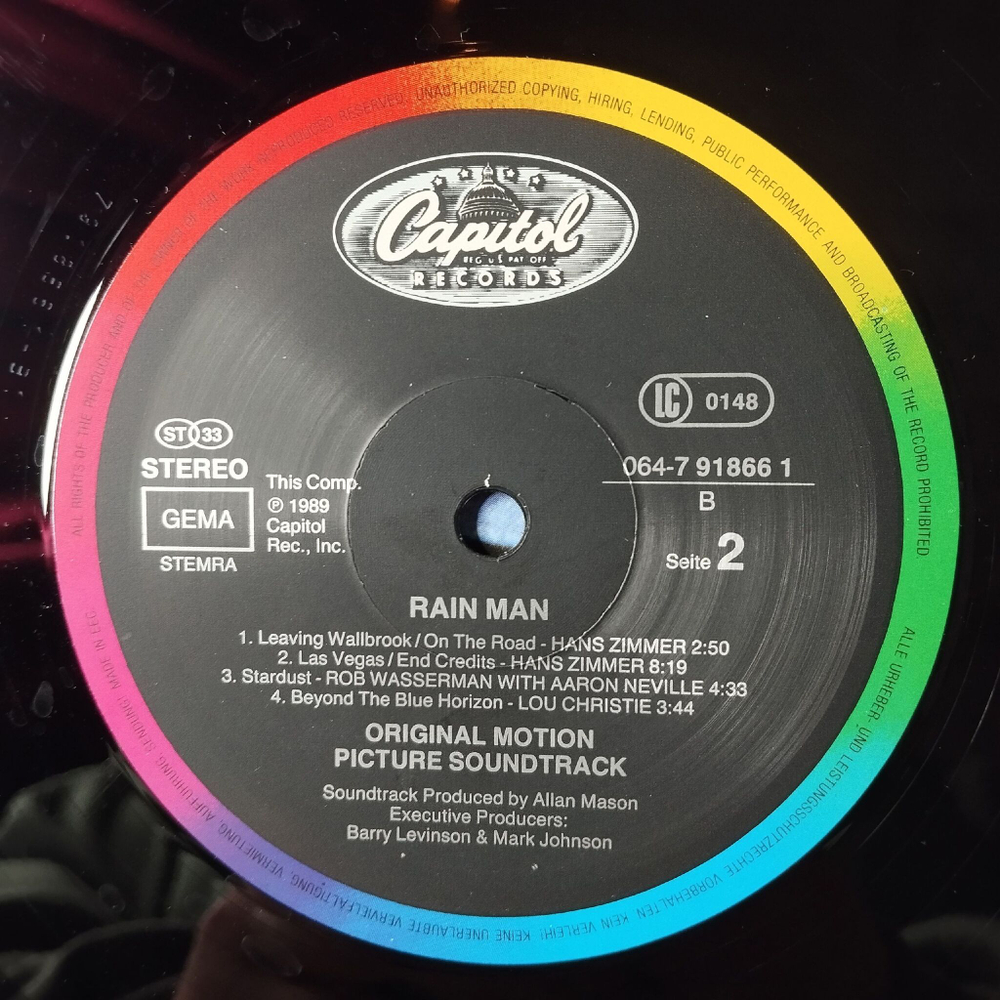 ALL RIGHTS OF THE PRODUCER AND OF THE OWNER OF THE WORK REPRODUCED RESERVED UNAUTHORIZED COPYING, HIRING, LENDING, PUBLIC PERFORMANCE AND BROADCASTING OF THE RECORD PROHIBITED
Capitol
REG. U.S. PAT. OFF.
RECORDS
LC 0148
ST 33
STEREO
GEMA
STEMRA
This Comp.
℗ 1989
Capitol
Rec., Inc.
064-7 91866 1
B
Seite 2
RAIN MAN
1. Leaving Wallbrook / On The Road - HANS ZIMMER 2:50
2. Las Vegas / End Credits - HANS ZIMMER 8:19
3. Stardust - ROB WASSERMAN WITH AARON NEVILLE 4:33
4. Beyond The Blue Horizon - LOU CHRISTIE 3:44
ORIGINAL MOTION
PICTURE SOUNDTRACK
Soundtrack Produced by Allan Mason
Executive Producers:
Barry Levinson & Mark Johnson
ALLE URHEBER- UND LEISTUNGSSCHUTZRECHTE VORBEHALTEN KEIN VERLEIH! KEINE UNERLAUBTE VERVIELFÄLTIGUNG, VERMIETUNG, AUFFÜHRUNG, SENDUNG! MADE IN EEC